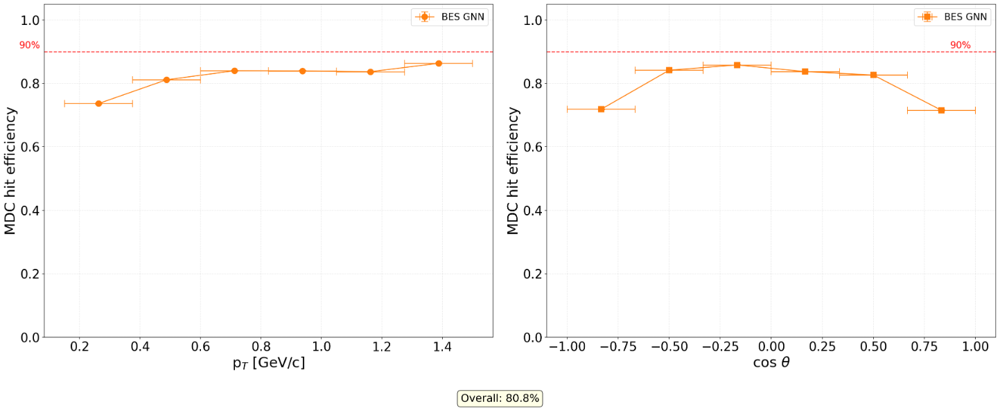 BES GNN
90%
1.0
0.8
0.6
0.4
0.2
0.0
MDC hit efficiency
0.2 0.4 0.6 0.8 1.0 1.2 1.4
p_T [GeV/c]
BES GNN
90%
1.0
0.8
0.6
0.4
0.2
0.0
MDC hit efficiency
−1.00 −0.75 −0.50 −0.25 0.00 0.25 0.50 0.75 1.00
cos θ
Overall: 80.8%